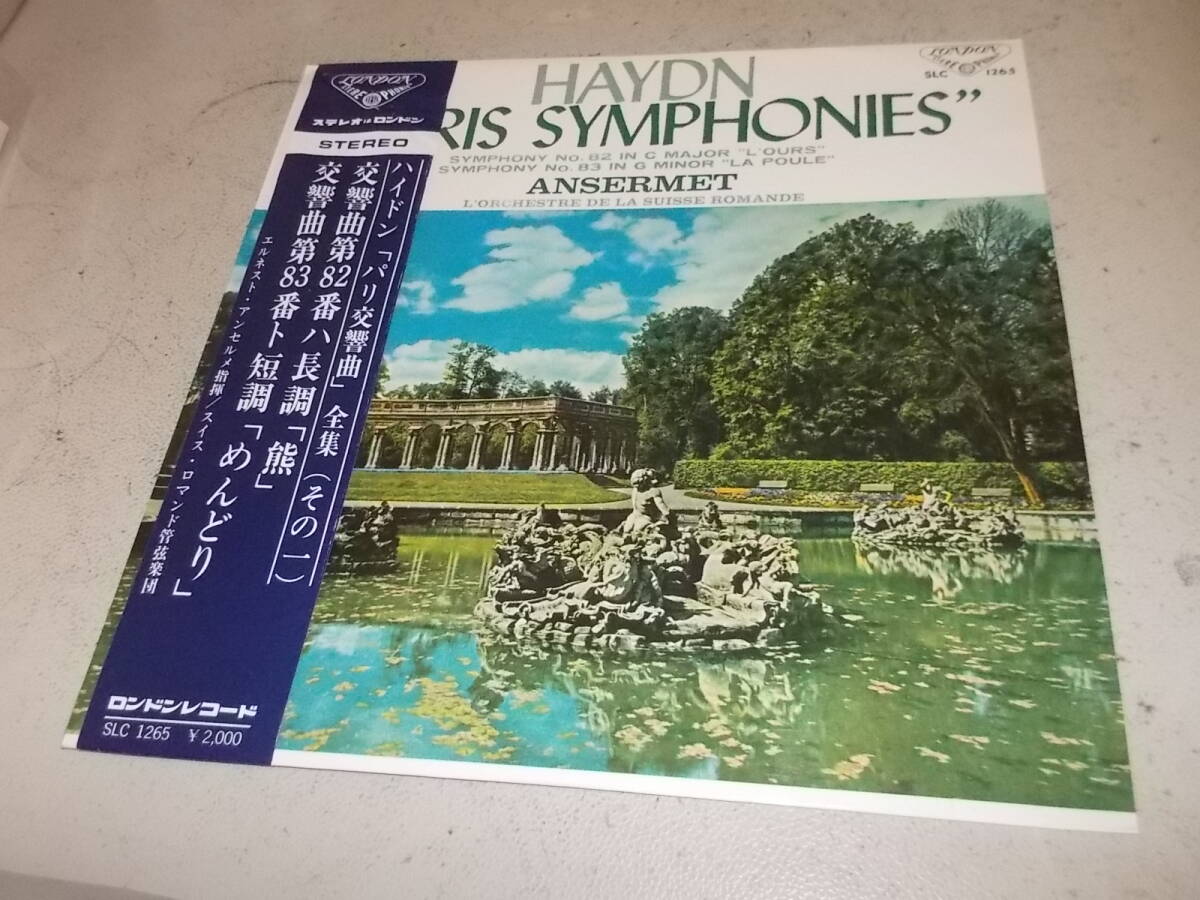 HAYDN
RIS SYMPHONIES”
SYMPHONY No. 82 IN C MAJOR "L'OURS"
SYMPHONY No. 83 IN G MINOR "LA POULE"
ANSERMET
L'ORCHESTRE DE LA SUISSE ROMANDE
LONDON
STEREOPHONIC
SLC 1265
LONDON
STEREOPHONIC
ステレオはロンドン
STEREO
ハイドン「パリ交響曲」全集(その一)
交響曲第82番ハ長調「熊」
交響曲第83番ト短調「めんどり」
エルネスト・アンセルメ指揮/スイス・ロマンド管弦楽団
ロンドンレコード
SLC 1265 ¥2,000